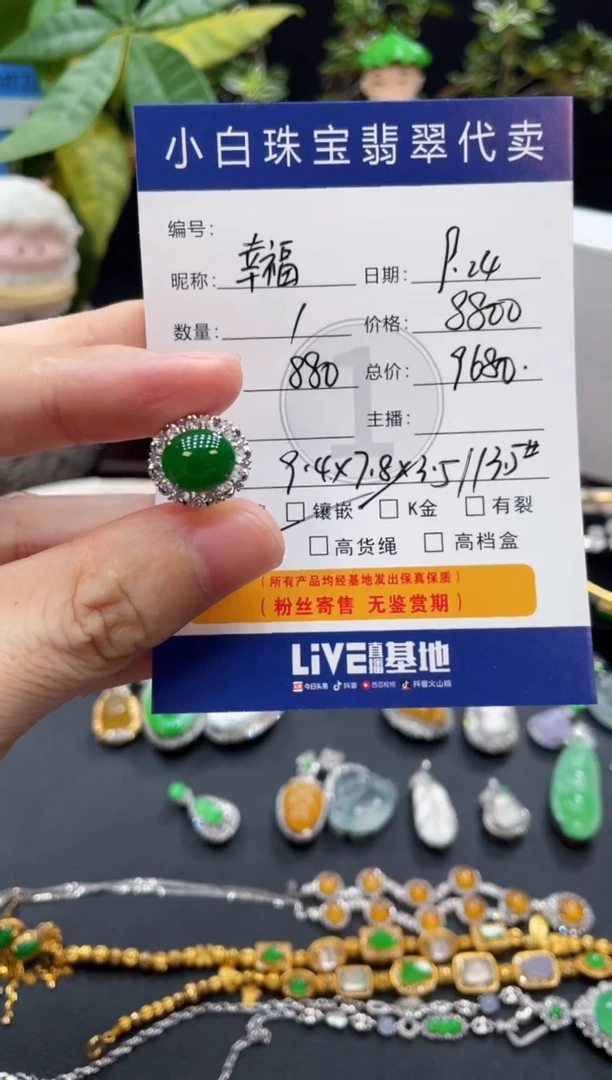 小白珠宝翡翠代卖
编号：
昵称：幸福 日期：9.24
数量：1 价格：8800
880 总价：9680.
主播：
9.4×7.8×3.5//13.5#
镶嵌 K金 有裂
高货绳 高档盒
（所有产品均经基地发出保真保质）
（粉丝寄售 无鉴赏期）
LiVE直播基地
今日头条 抖音 西瓜视频 抖音火山版